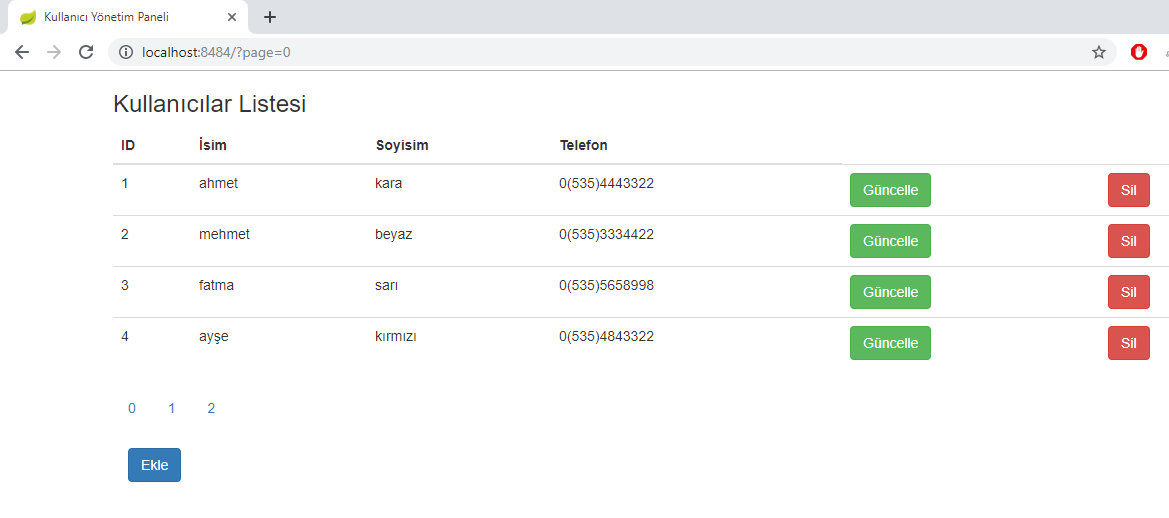 Kullanıcı Yönetim Paneli
localhost:8484/?page=0
Kullanıcılar Listesi
ID İsim Soyisim Telefon
1 ahmet kara 0(535)4443322 Güncelle Sil
2 mehmet beyaz 0(535)3334422 Güncelle Sil
3 fatma sarı 0(535)5658998 Güncelle Sil
4 ayşe kırmızı 0(535)4843322 Güncelle Sil
0 1 2
Ekle